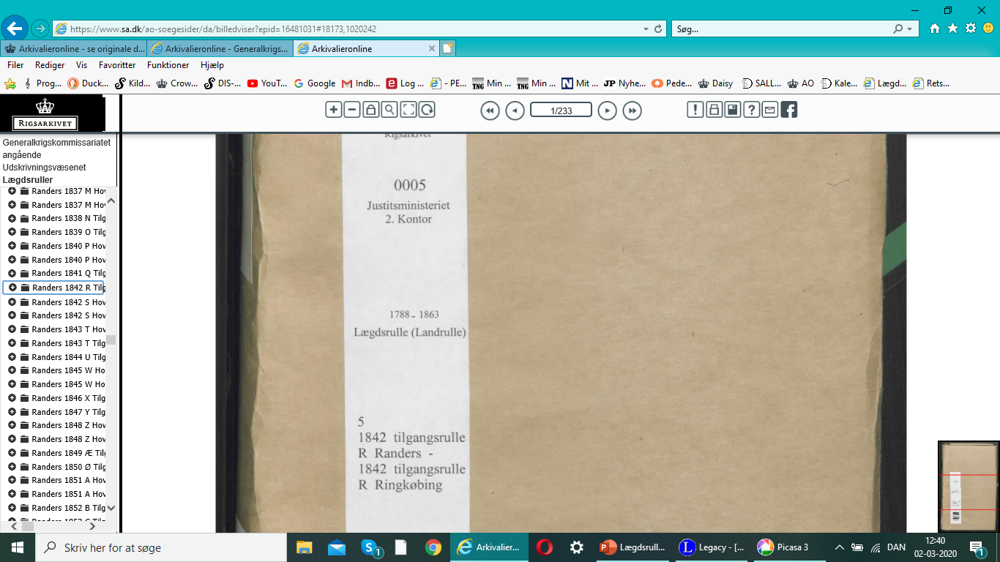 https://www.sa.dk/ao-soegesider/da/billedviser?epid=16481031#18173,1020242
Søg...
Arkivalieronline - se originale d...
Arkivalieronline - Generalkrigs...
Arkivalieronline
Filer Rediger Vis Favoritter Funktioner Hjælp
Prog... Duck... Kild... Crow... DIS-... YouT... Google Indb... Log ... - PE... Min ... Min ... Mit ... JP Nyhe... Pede... Daisy SALL... AO Kale... Lægd... Rets...
RIGSARKIVET
1/233
Generalkrigskommissariatet
angående
Udskrivningsvæsenet
Lægdsruller
Randers 1837 M Hov
Randers 1837 M Hov
Randers 1838 N Tilg
Randers 1839 O Tilg
Randers 1840 P Hov
Randers 1840 P Hov
Randers 1841 Q Tilg
Randers 1842 R Tilg
Randers 1842 S Hov
Randers 1842 S Hov
Randers 1843 T Hov
Randers 1843 T Tilg
Randers 1844 U Tilg
Randers 1845 W Ho
Randers 1845 W Ho
Randers 1846 X Tilg
Randers 1847 Y Tilg
Randers 1848 Z Hov
Randers 1848 Z Hov
Randers 1849 Æ Tilg
Randers 1850 Ø Tilg
Randers 1851 A Hov
Randers 1851 A Hov
Randers 1852 B Tilg
Rigsarkivet
0005
Justitsministeriet
2. Kontor
1788 - 1863
Lægdsrulle (Landrulle)
5
1842 tilgangsrulle
R Randers -
1842 tilgangsrulle
R Ringkøbing
Skriv her for at søge
1
Arkivalier...
Lægdsrull...
Legacy - [...
Picasa 3
DAN
12:40
02-03-2020
1